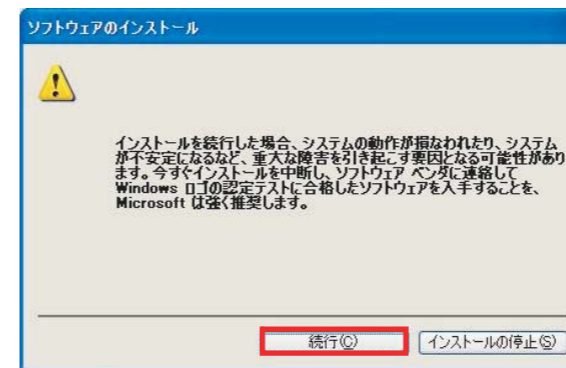 ソフトウェアのインストール
インストールを続行した場合、システムの動作が損なわれたり、システム
が不安定になるなど、重大な障害を引き起こす要因となる可能性があり
ます。今すぐインストールを中断し、ソフトウェア ベンダに連絡して
Windows ロゴの認定テストに合格したソフトウェアを入手することを、
Microsoft は強く推奨します。
続行(C)
インストールの停止(S)